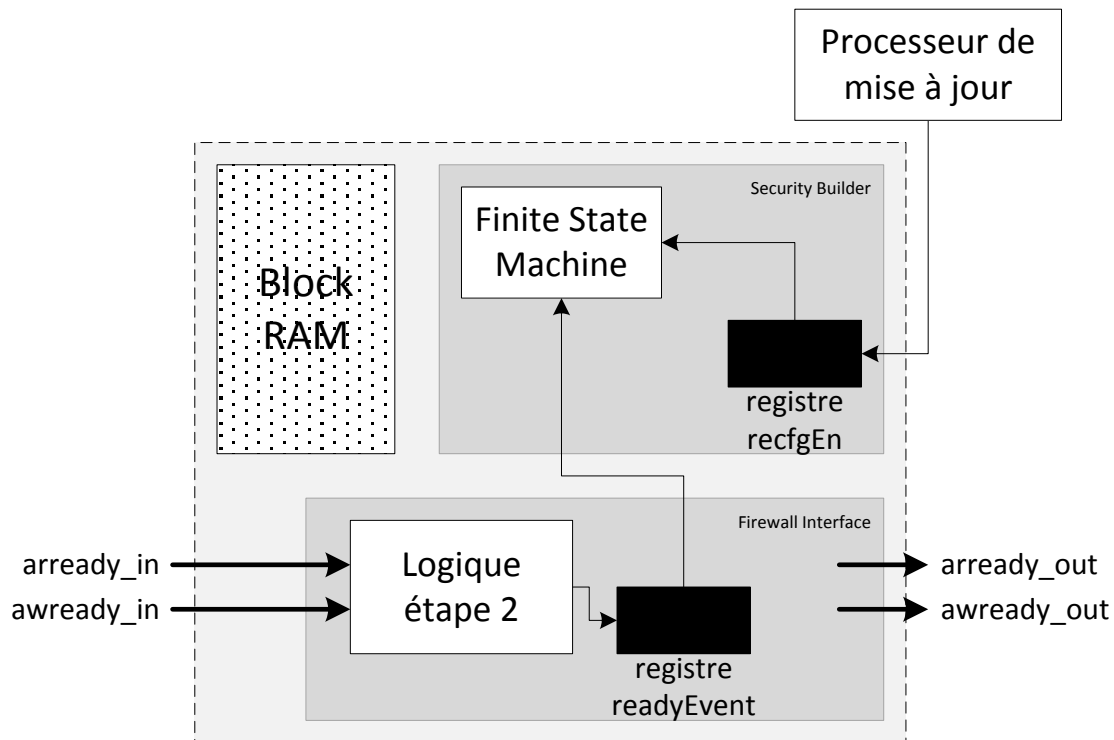 Processeur de
mise à jour
Security Builder
Finite State
Machine
Block
RAM
registre
recfgEn
Firewall Interface
arready_in
awready_in
Logique
étape 2
registre
readyEvent
arready_out
awready_out